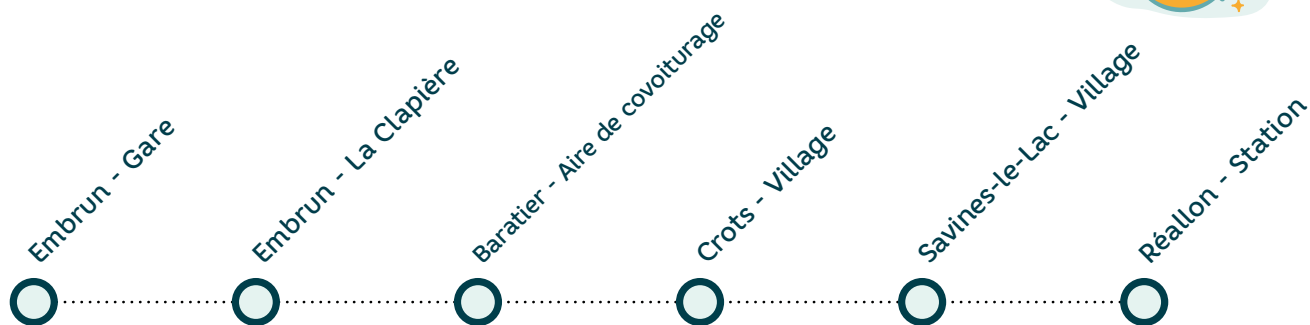 Embrun - Gare
Embrun - La Clapière
Baratier - Aire de covoiturage
Crots - Village
Savines-le-Lac - Village
Réallon - Station